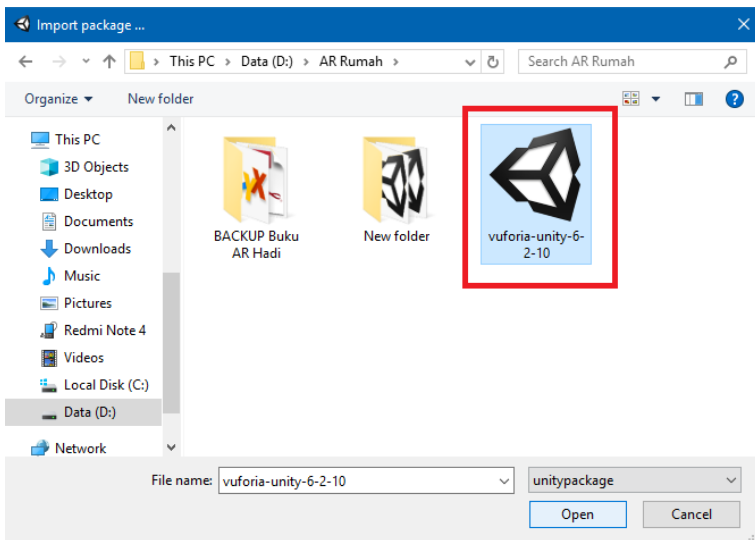 Import package ...
This PC > Data (D:) > AR Rumah >
Search AR Rumah
Organize
New folder
This PC
3D Objects
Desktop
Documents
Downloads
Music
Pictures
Redmi Note 4
Videos
Local Disk (C:)
Data (D:)
Network
BACKUP Buku
AR Hadi
New folder
vuforia-unity-6-
2-10
File name: vuforia-unity-6-2-10
unitypackage
Open
Cancel